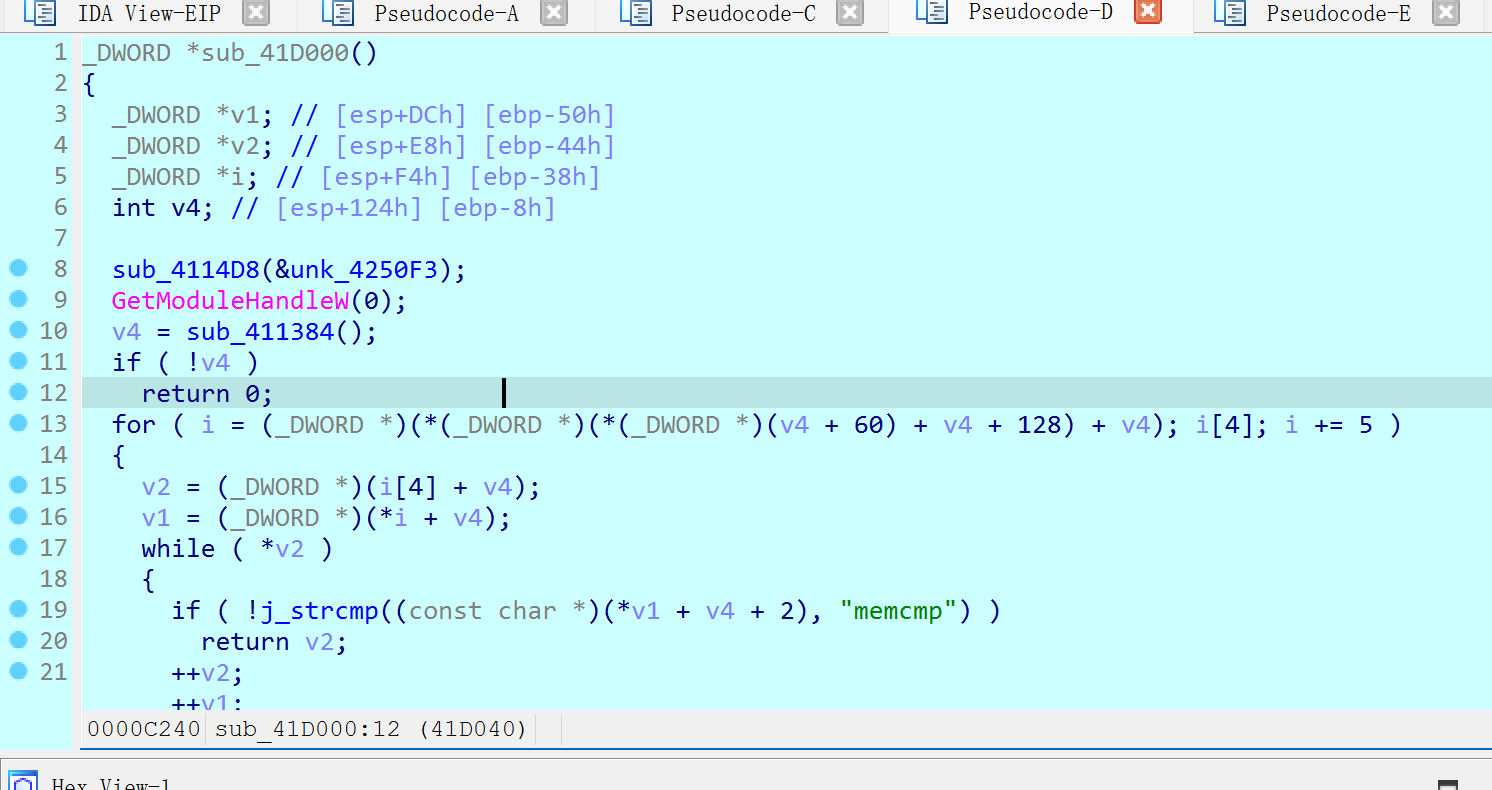 IDA View-EIP Pseudocode-A Pseudocode-C Pseudocode-D Pseudocode-E
1 _DWORD *sub_41D000()
2 {
3 _DWORD *v1; // [esp+DCh] [ebp-50h]
4 _DWORD *v2; // [esp+E8h] [ebp-44h]
5 _DWORD *i; // [esp+F4h] [ebp-38h]
6 int v4; // [esp+124h] [ebp-8h]
7
8 sub_4114D8(&unk_4250F3);
9 GetModuleHandleW(0);
10 v4 = sub_411384();
11 if ( !v4 )
12 return 0;
13 for ( i = (_DWORD *)(*(_DWORD *)(*(_DWORD *)(v4 + 60) + v4 + 128) + v4); i[4]; i += 5 )
14 {
15 v2 = (_DWORD *)(i[4] + v4);
16 v1 = (_DWORD *)(*i + v4);
17 while ( *v2 )
18 {
19 if ( !j_strcmp((const char *)(*v1 + v4 + 2), "memcmp") )
20 return v2;
21 ++v2;
++v1;
0000C240 sub_41D000:12 (41D040)
Hex View-1